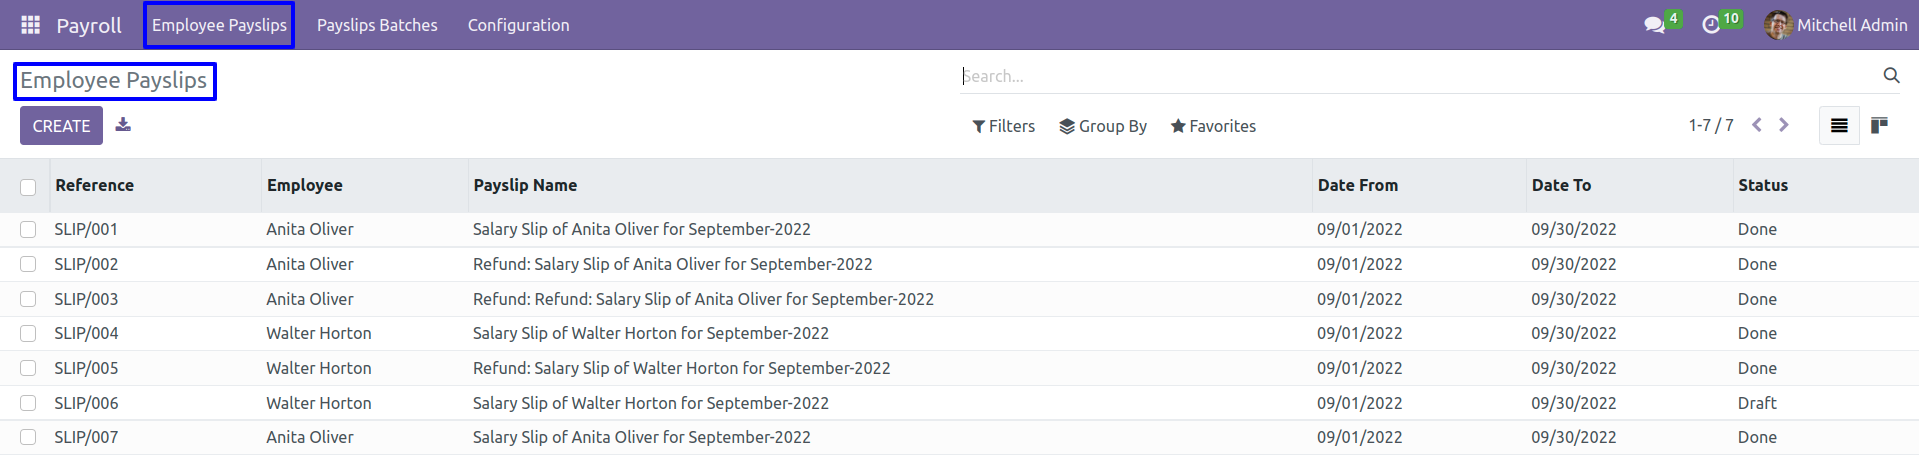 Payroll Employee Payslips Payslips Batches Configuration 4 10 Mitchell Admin
Employee Payslips Search...
CREATE Filters Group By Favorites 1-7 / 7
Reference Employee Payslip Name Date From Date To Status
SLIP/001 Anita Oliver Salary Slip of Anita Oliver for September-2022 09/01/2022 09/30/2022 Done
SLIP/002 Anita Oliver Refund: Salary Slip of Anita Oliver for September-2022 09/01/2022 09/30/2022 Done
SLIP/003 Anita Oliver Refund: Refund: Salary Slip of Anita Oliver for September-2022 09/01/2022 09/30/2022 Done
SLIP/004 Walter Horton Salary Slip of Walter Horton for September-2022 09/01/2022 09/30/2022 Done
SLIP/005 Walter Horton Refund: Salary Slip of Walter Horton for September-2022 09/01/2022 09/30/2022 Done
SLIP/006 Walter Horton Salary Slip of Walter Horton for September-2022 09/01/2022 09/30/2022 Draft
SLIP/007 Anita Oliver Salary Slip of Anita Oliver for September-2022 09/01/2022 09/30/2022 Done